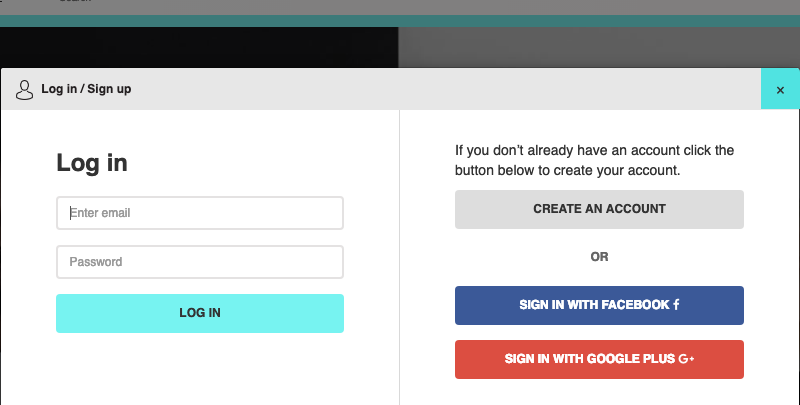 Log in / Sign up
×
Log in
Enter email
Password
LOG IN
If you don't already have an account click the
button below to create your account.
CREATE AN ACCOUNT
OR
SIGN IN WITH FACEBOOK f
SIGN IN WITH GOOGLE PLUS G+